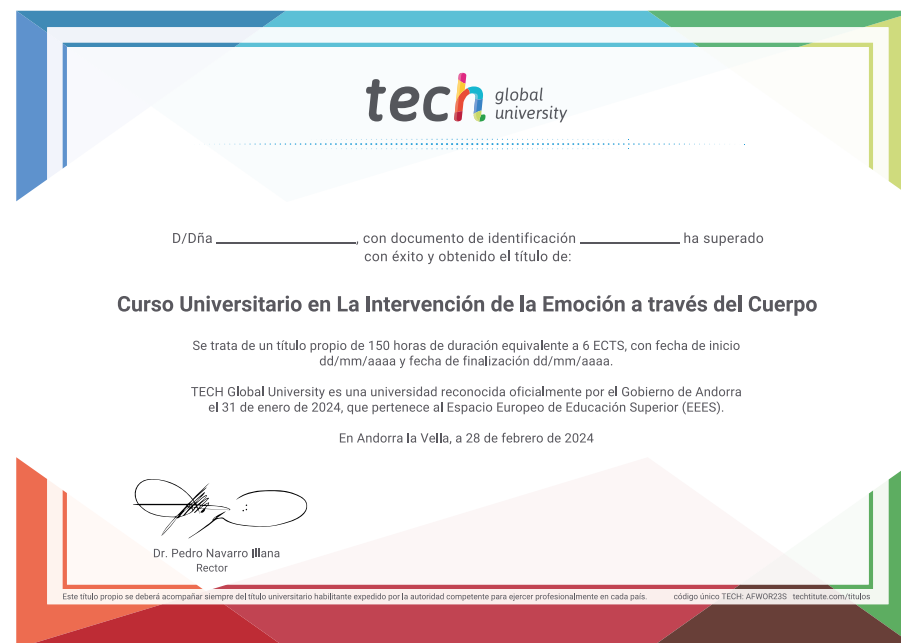 tech global university
D/Dña ______________, con documento de identificación __________ ha superado
con éxito y obtenido el título de:
Curso Universitario en La Intervención de la Emoción a través del Cuerpo
Se trata de un título propio de 150 horas de duración equivalente a 6 ECTS, con fecha de inicio
dd/mm/aaaa y fecha de finalización dd/mm/aaaa.
TECH Global University es una universidad reconocida oficialmente por el Gobierno de Andorra
el 31 de enero de 2024, que pertenece al Espacio Europeo de Educación Superior (EEES).
En Andorra la Vella, a 28 de febrero de 2024
Dr. Pedro Navarro Illana
Rector
Este título propio se deberá acompañar siempre del título universitario habilitante expedido por la autoridad competente para ejercer profesionalmente en cada país. código único TECH: AFWOR23S techtitute.com/titulos